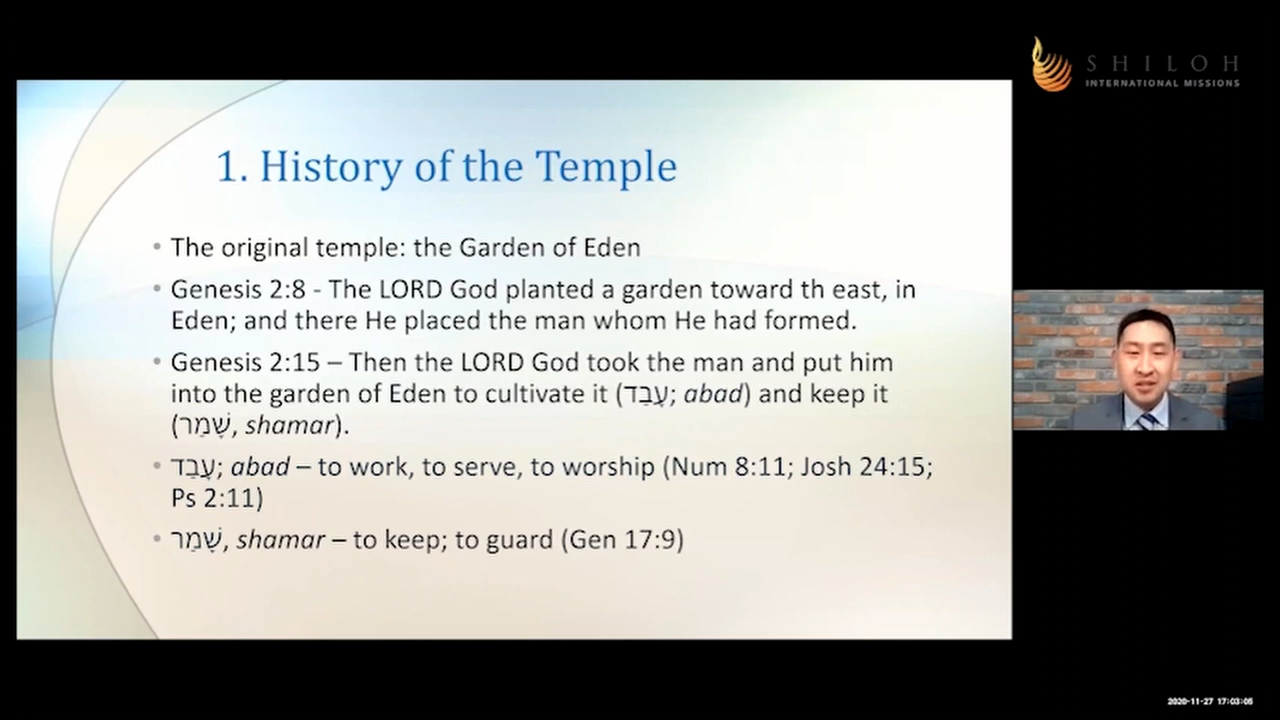 SHILOH
INTERNATIONAL MISSIONS
1. History of the Temple
• The original temple: the Garden of Eden
• Genesis 2:8 - The LORD God planted a garden toward th east, in
Eden; and there He placed the man whom He had formed.
• Genesis 2:15 – Then the LORD God took the man and put him
into the garden of Eden to cultivate it (עָבַד; abad) and keep it
(שָׁמַר, shamar).
• עָבַד; abad – to work, to serve, to worship (Num 8:11; Josh 24:15;
Ps 2:11)
• שָׁמַר, shamar – to keep; to guard (Gen 17:9)
2020-11-27 17:03:05